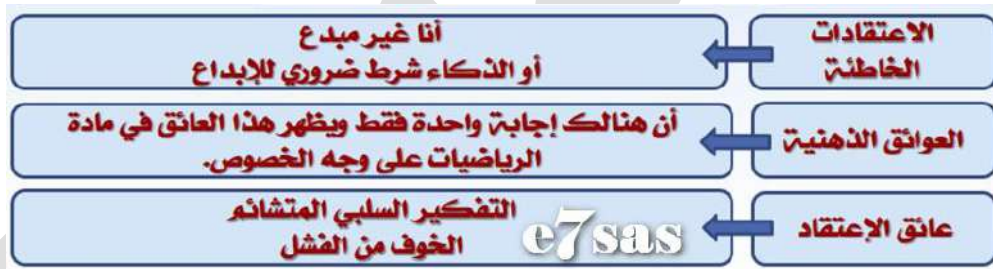 الاعتقادات
الخاطئة
أنا غير مبدع
أو الذكاء شرط ضروري للإبداع
العوائق الذهنية
أن هنالك إجابة واحدة فقط ويظهر هذا العائق في مادة
الرياضيات على وجه الخصوص.
عائق الإعتقاد
التفكير السلبي المتشائم
الخوف من الفشل
e7sas